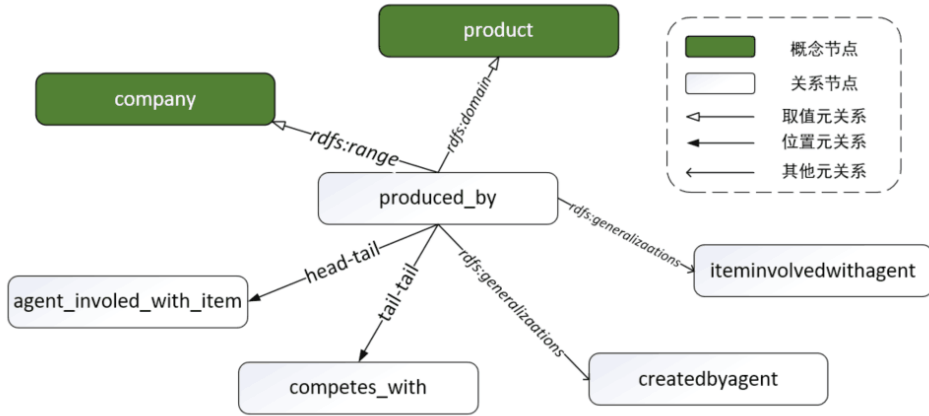 product
概念节点
company
关系节点
取值元关系
rdfs:domain
rdfs:range
位置元关系
其他元关系
produced_by
rdfs:generalizaations
head-tail
tail-tail
rdfs:generalizaations
iteminvolvedwithagent
agent_involed_with_item
competes_with
createdbyagent